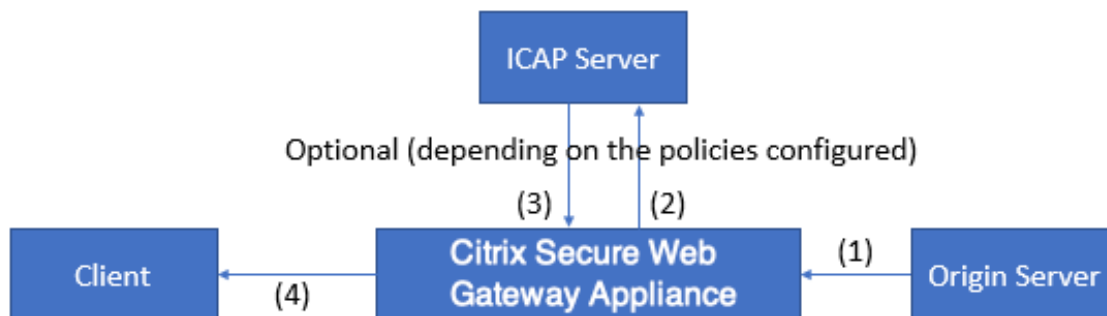 ICAP Server
Optional (depending on the policies configured)
(3)
(2)
Citrix Secure Web
Gateway Appliance
(1)
Client
Origin Server
(4)